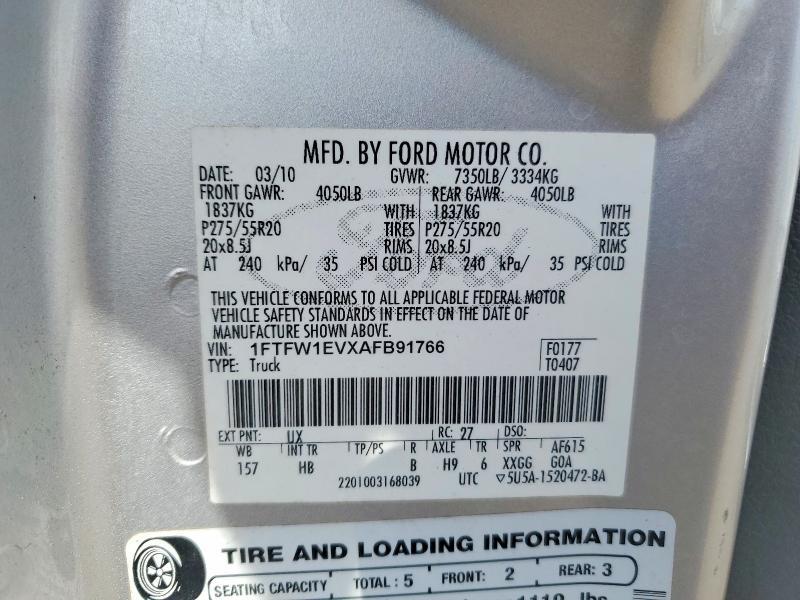 MFD. BY FORD MOTOR CO.
DATE: 03/10 GVWR: 7350LB/ 3334KG
FRONT GAWR: 4050LB REAR GAWR: 4050LB
1837KG WITH 1837KG WITH
P275/55R20 TIRES P275/55R20 TIRES
20x8.5J RIMS 20x8.5J RIMS
AT 240 kPa/ 35 PSI COLD AT 240 kPa/ 35 PSI COLD
Ford
THIS VEHICLE CONFORMS TO ALL APPLICABLE FEDERAL MOTOR
VEHICLE SAFETY STANDARDS IN EFFECT ON THE DATE OF
MANUFACTURE SHOWN ABOVE.
VIN: 1FTFW1EVXAFB91766 F0177
TYPE: Truck T0407
EXT PNT: UX RC: 27 DSO:
WB INT TR TP/PS R AXLE TR SPR AF615
157 HB B H9 6 XXGG GOA
2201003168039 UTC ▽5U5A-1520472-BA
TIRE AND LOADING INFORMATION
SEATING CAPACITY TOTAL : 5 FRONT: 2 REAR: 3